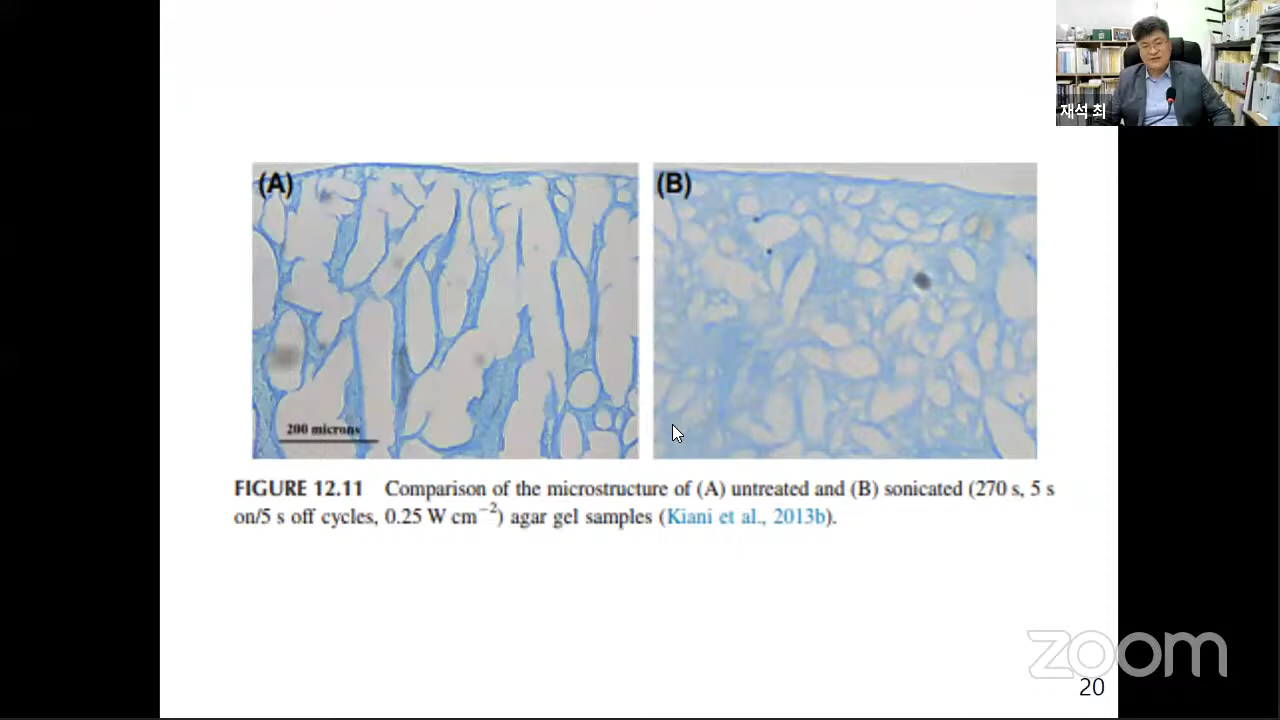 재석 최
(A)
(B)
200 microns
FIGURE 12.11 Comparison of the microstructure of (A) untreated and (B) sonicated (270 s, 5 s
on/5 s off cycles, 0.25 W cm⁻²) agar gel samples (Kiani et al., 2013b).
zoom
20